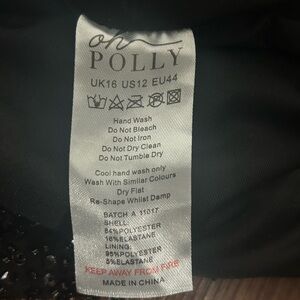 oh
POLLY
UK16 US12 EU44
Hand Wash
Do Not Bleach
Do Not Iron
Do Not Dry Clean
Do Not Tumble Dry
Cool hand wash only
Wash With Similar Colours
Dry Flat
Re-Shape Whilst Damp
BATCH A 11017
SHELL:
84%POLYESTER
16%ELASTANE
LINING:
95%POLYESTER
5%ELASTANE
KEEP AWAY FROM FIRE
MADE IN CHINA